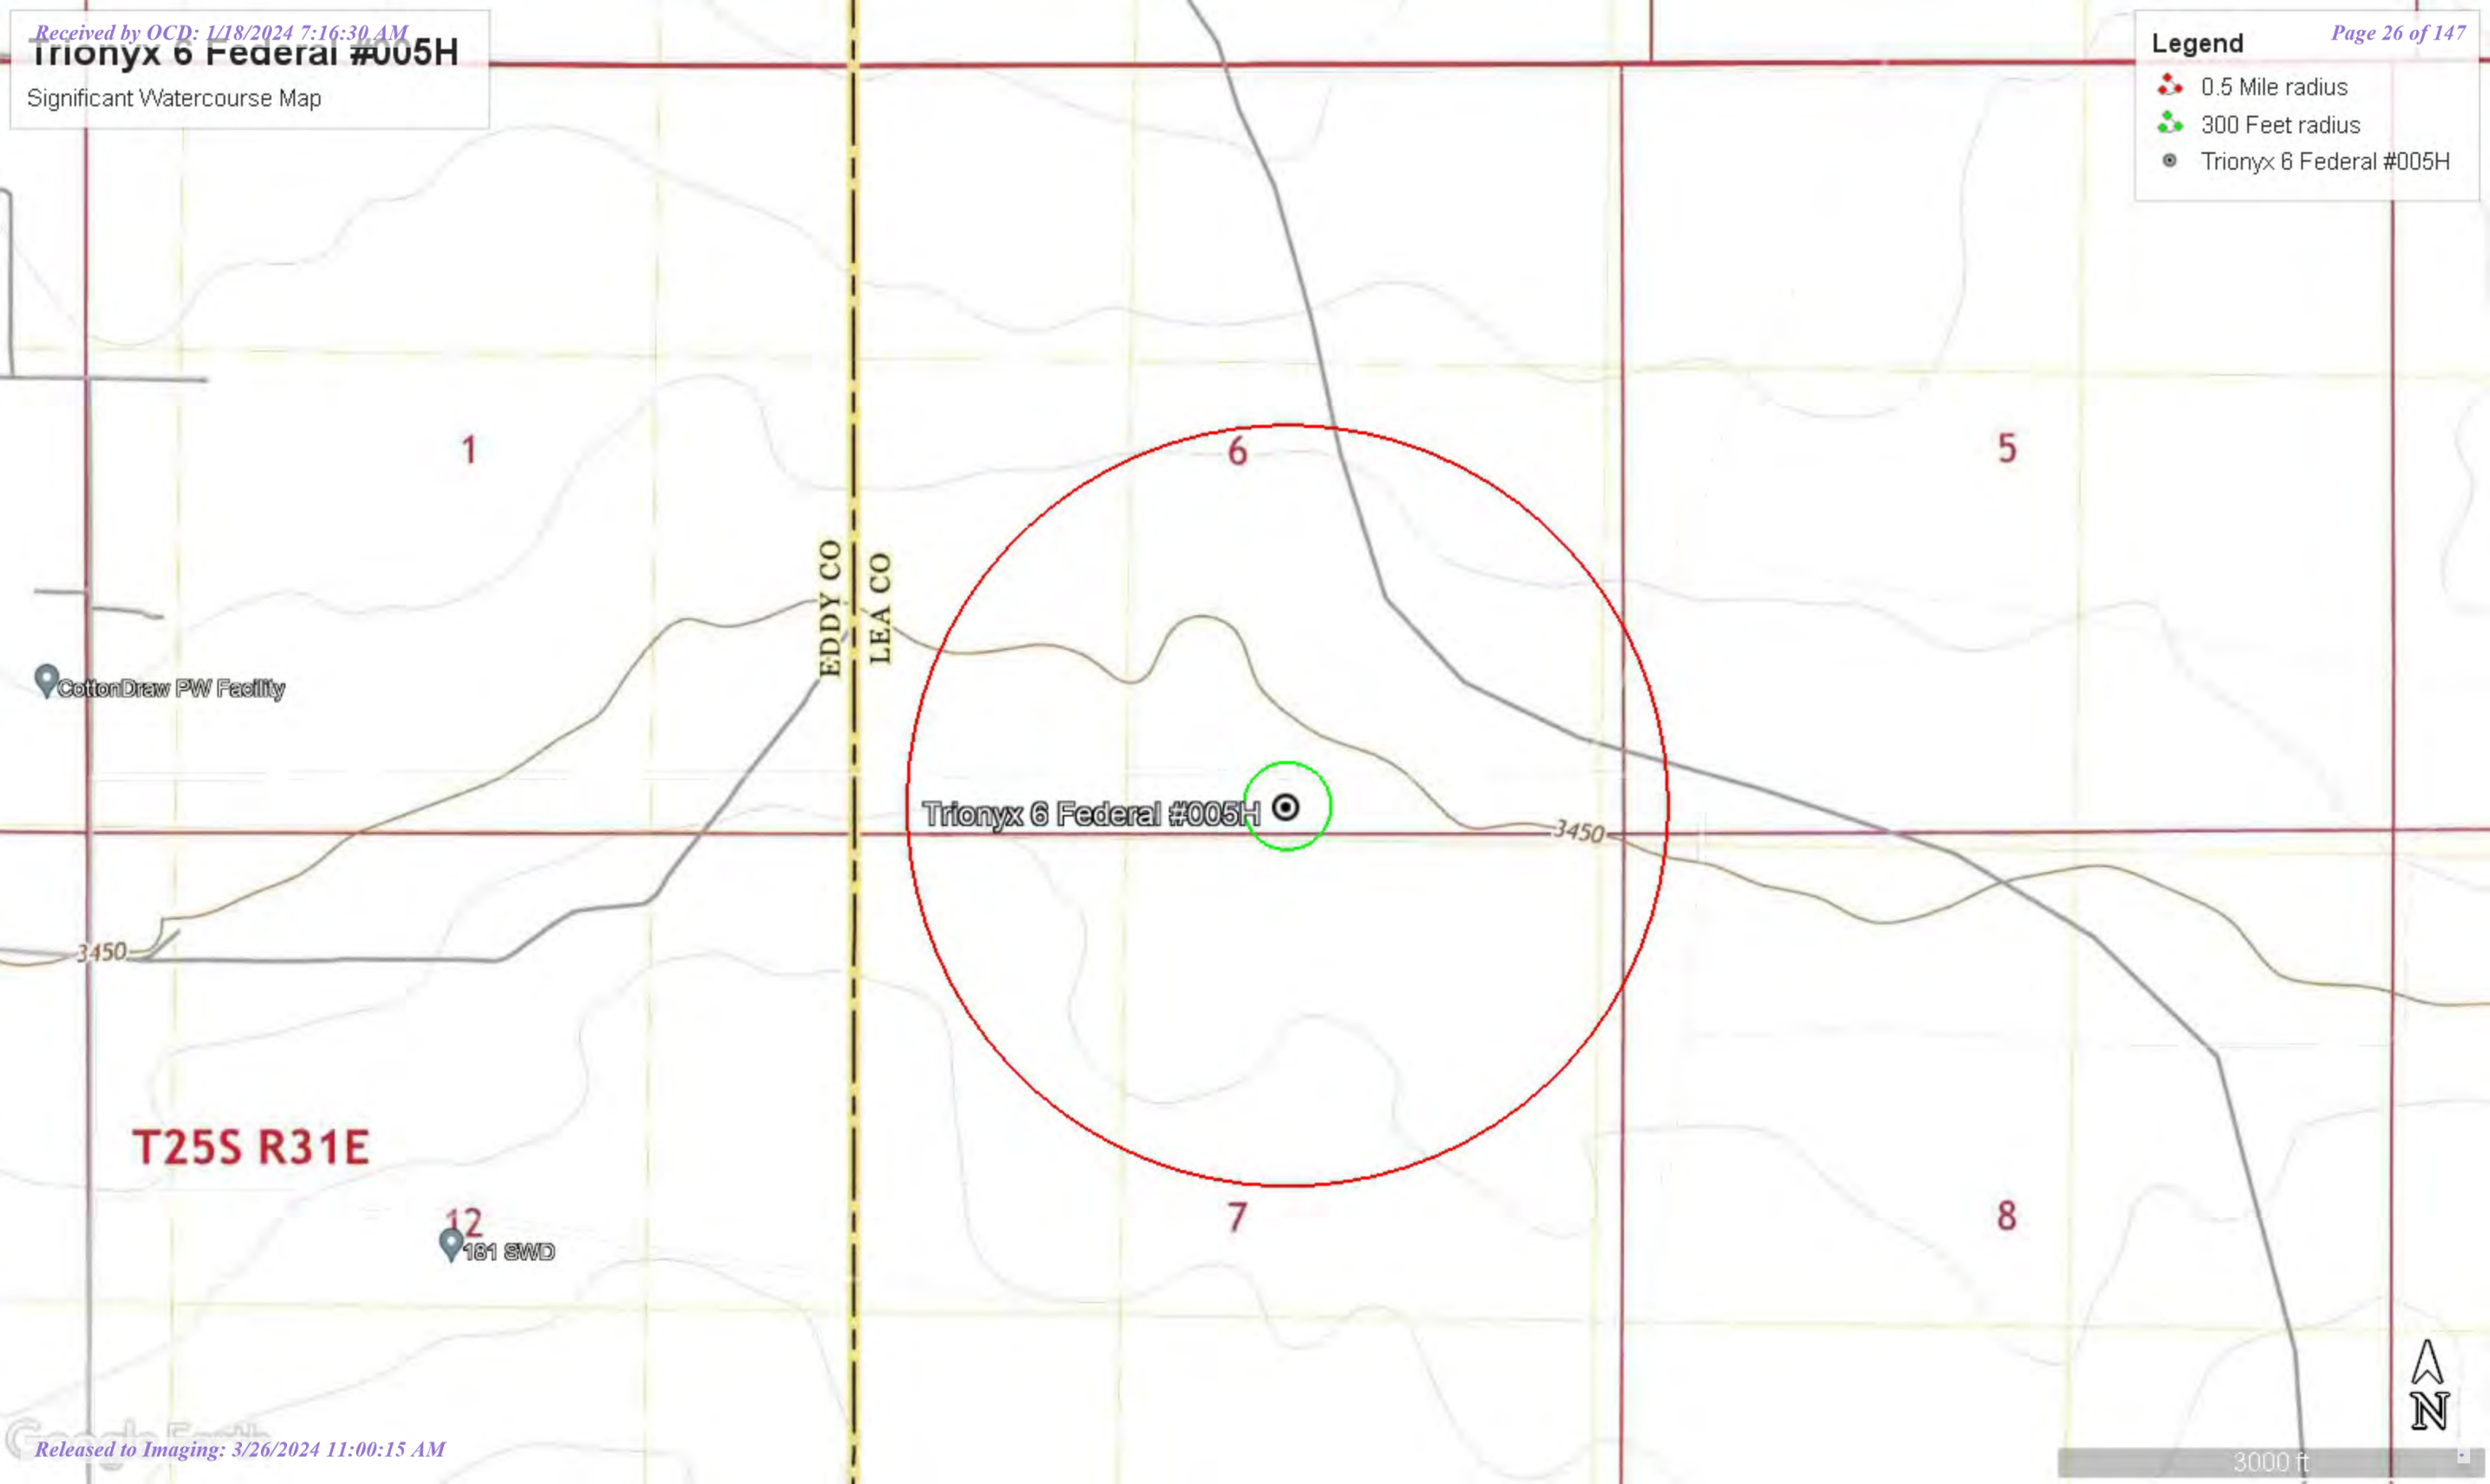 Received by OCD: 1/18/2024 7:16:30 AM
Page 26 of 147
Trionyx 6 Federal #005H
Significant Watercourse Map
Legend
0.5 Mile radius
300 Feet radius
Trionyx 6 Federal #005H
1
6
5
EDDY CO
LEA CO
CottonDraw PW Facility
Trionyx 6 Federal #005H
3450
3450
T25S R31E
12
181 SWD
7
8
N
Google Earth
Released to Imaging: 3/26/2024 11:00:15 AM
3000 ft